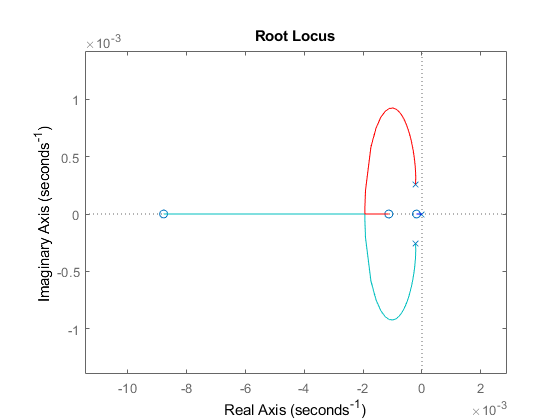 Root Locus
×10⁻³
1
0.5
0
-0.5
-1
Imaginary Axis (seconds⁻¹)
-10 -8 -6 -4 -2 0 2
×10⁻³
Real Axis (seconds⁻¹)